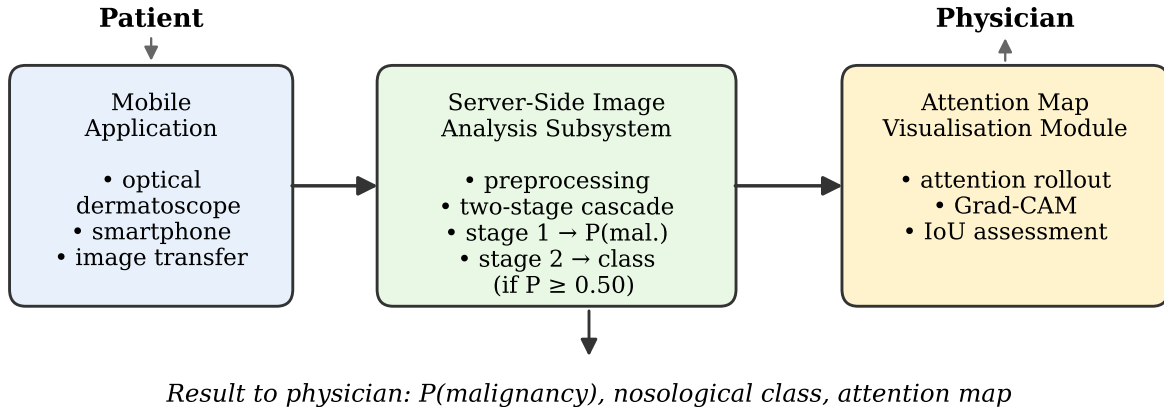 Patient
Physician
Mobile
Application
• optical
dermatoscope
• smartphone
• image transfer
Server-Side Image
Analysis Subsystem
• preprocessing
• two-stage cascade
• stage 1 → P(mal.)
• stage 2 → class
(if P ≥ 0.50)
Attention Map
Visualisation Module
• attention rollout
• Grad-CAM
• IoU assessment
Result to physician: P(malignancy), nosological class, attention map